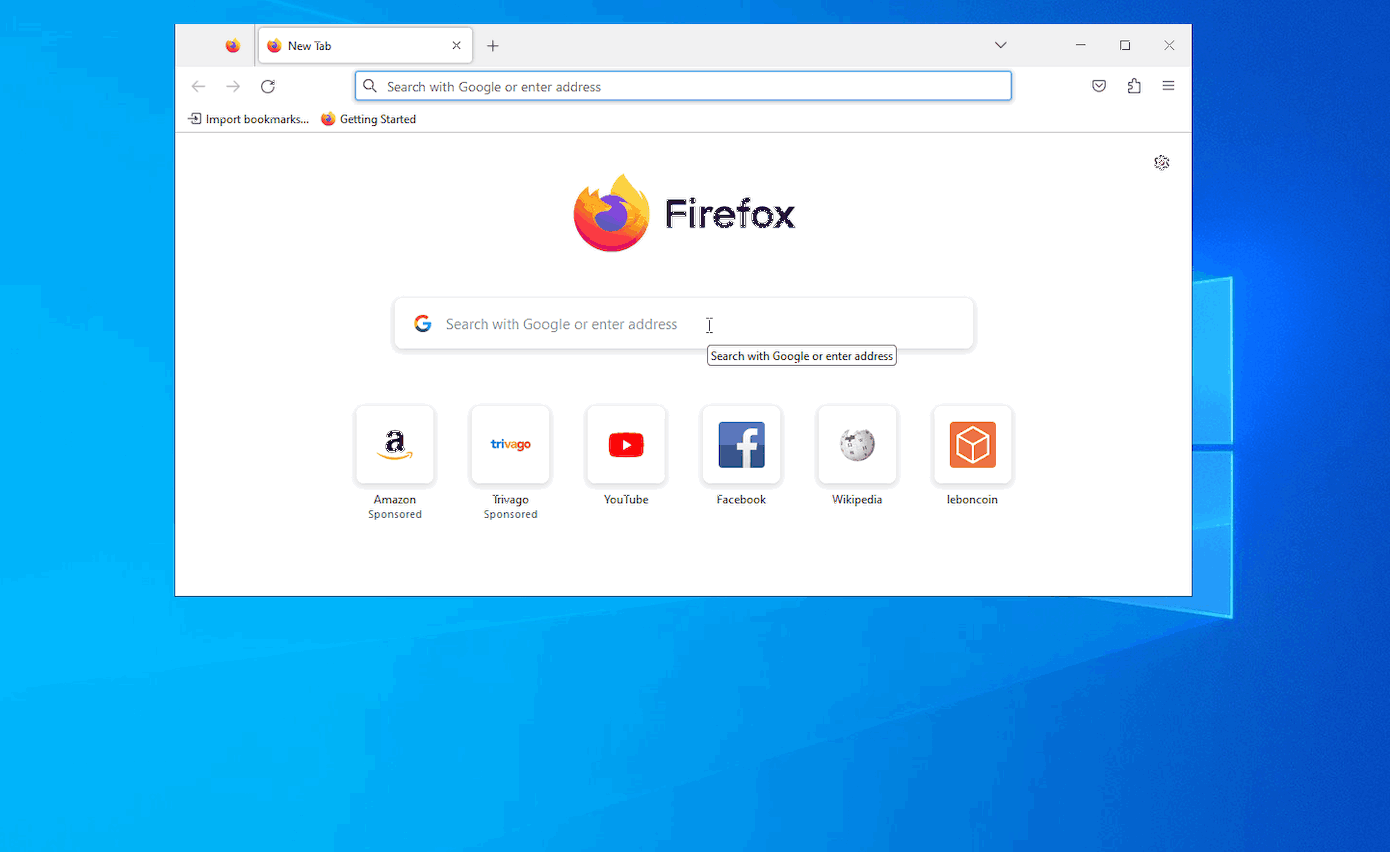 New Tab
Search with Google or enter address
Import bookmarks...
Getting Started
Firefox
Search with Google or enter address
Search with Google or enter address
a
trivago
f
Amazon
Sponsored
Trivago
Sponsored
YouTube
Facebook
Wikipedia
leboncoin